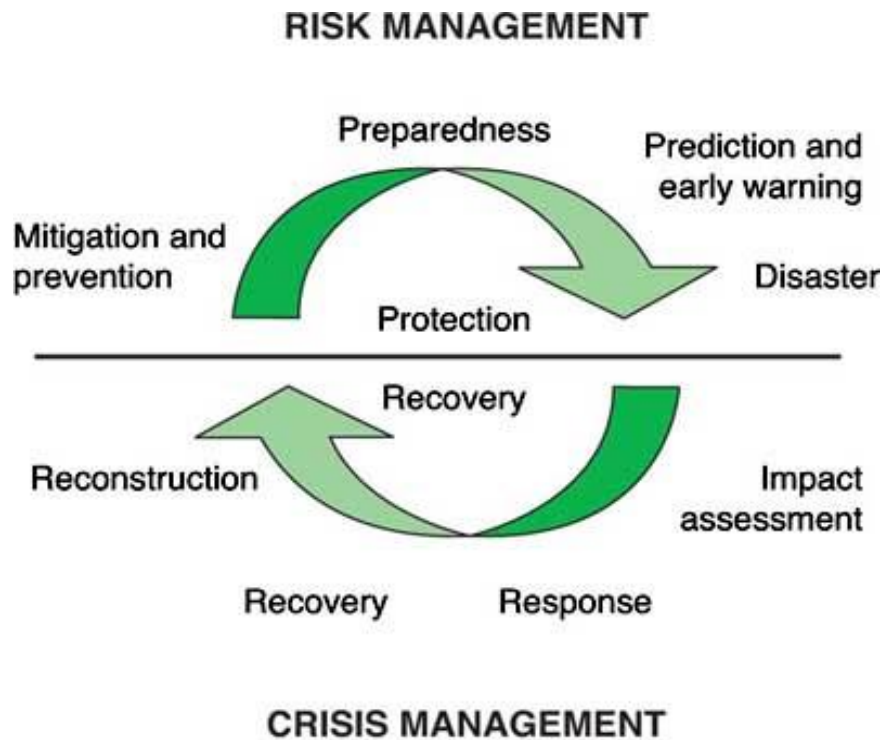 RISK MANAGEMENT
Preparedness
Prediction and
early warning
Mitigation and
prevention
Disaster
Protection
Recovery
Reconstruction
Impact
assessment
Recovery
Response
CRISIS MANAGEMENT